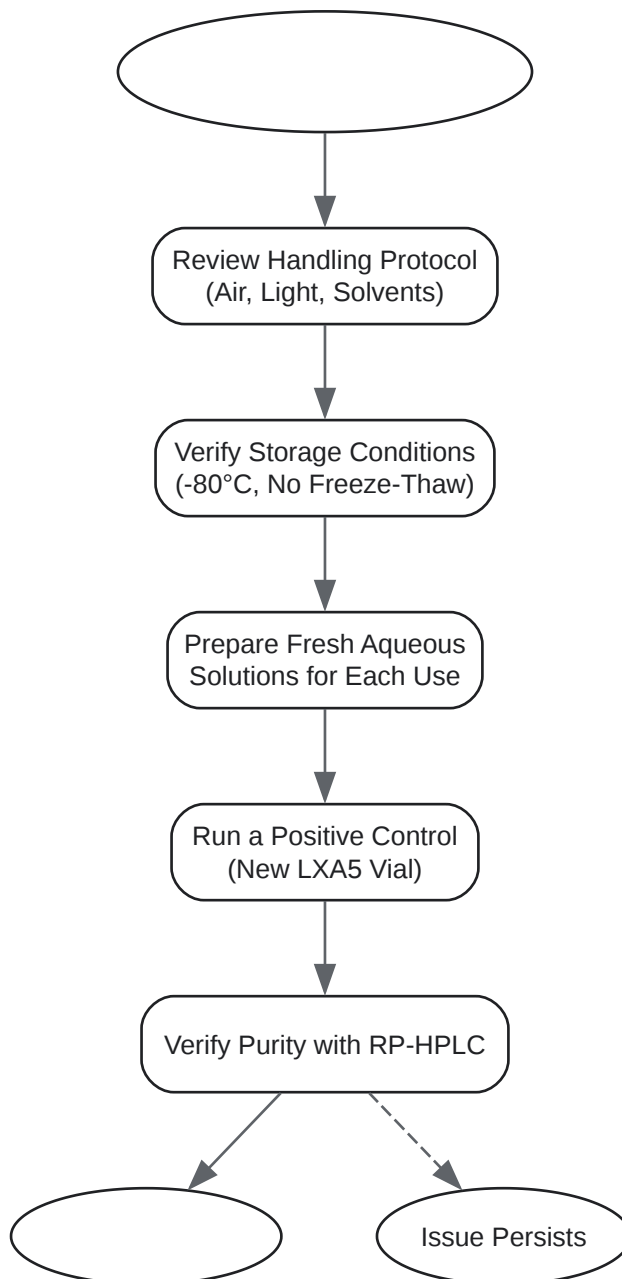 Review Handling Protocol
(Air, Light, Solvents)
Verify Storage Conditions
(-80°C, No Freeze-Thaw)
Prepare Fresh Aqueous
Solutions for Each Use
Run a Positive Control
(New LXA5 Vial)
Verify Purity with RP-HPLC
Issue Persists